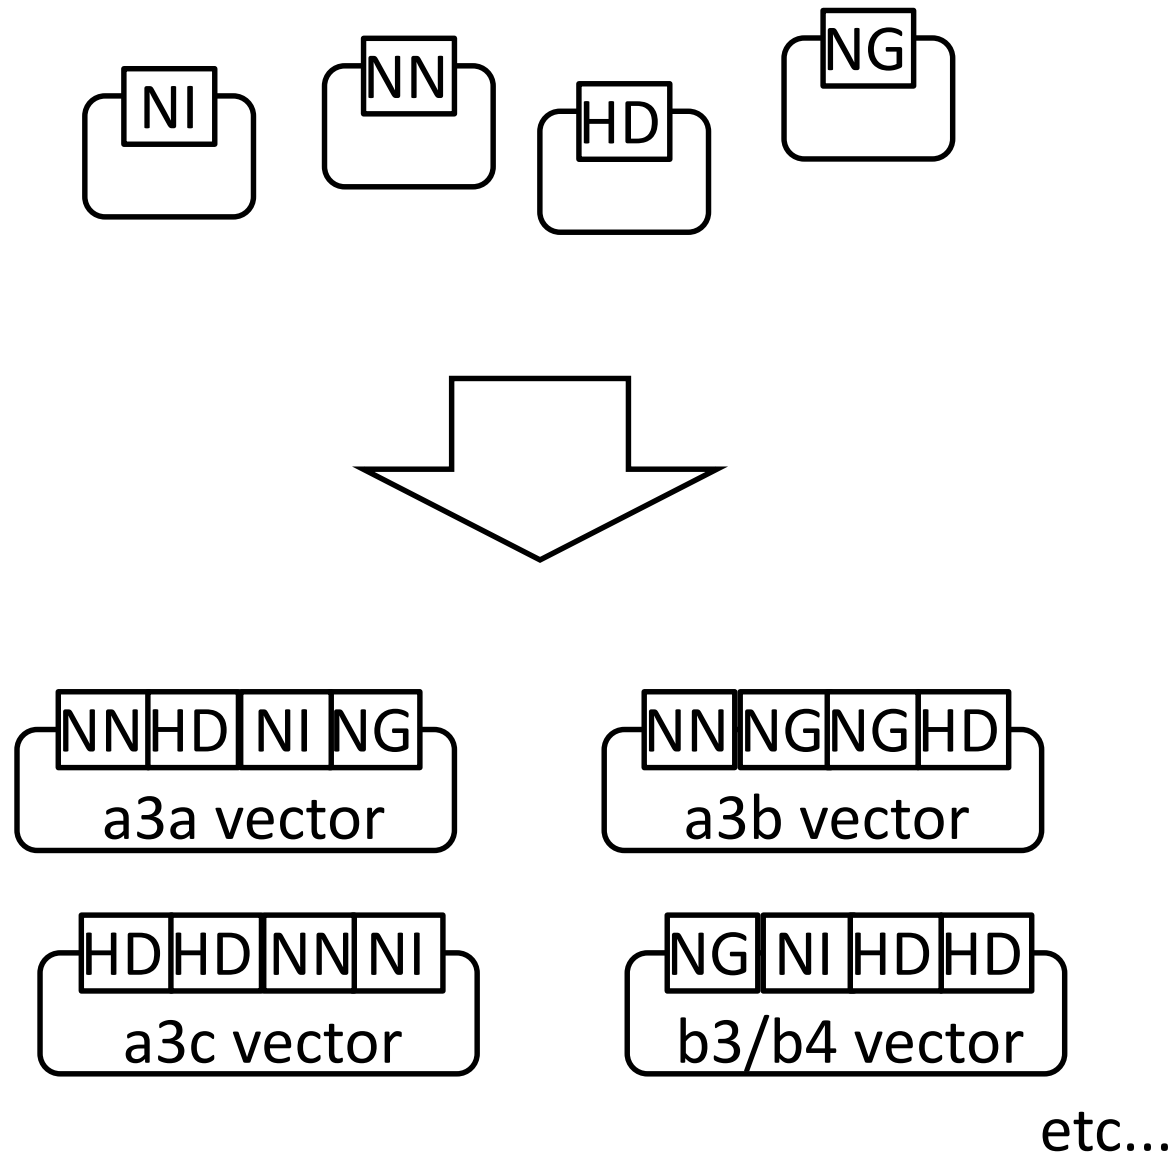 NI
NN
HD
NG
NN HD NI NG
a3a vector
NN NG NG HD
a3b vector
HD HD NN NI
a3c vector
NG NI HD HD
b3/b4 vector
etc...